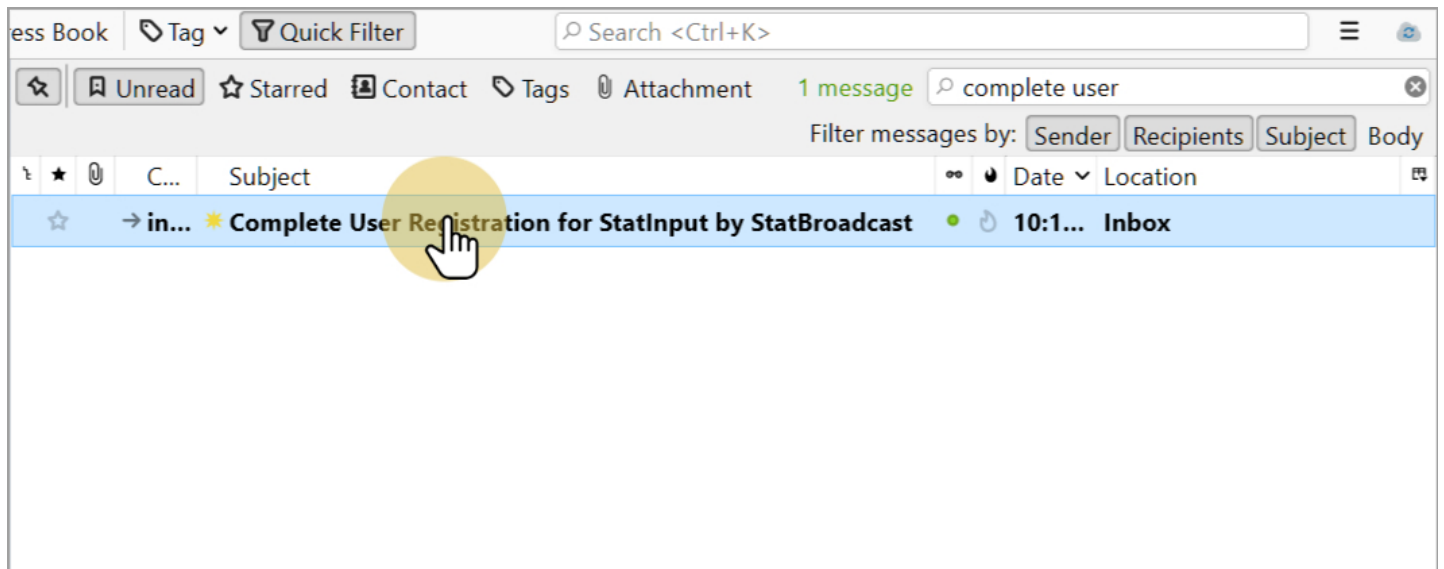 ess Book Tag Quick Filter Search <Ctrl+K>
Unread Starred Contact Tags Attachment 1 message complete user
Filter messages by: Sender Recipients Subject Body
C... Subject Date Location
in... Complete User Registration for StatInput by StatBroadcast 10:1... Inbox